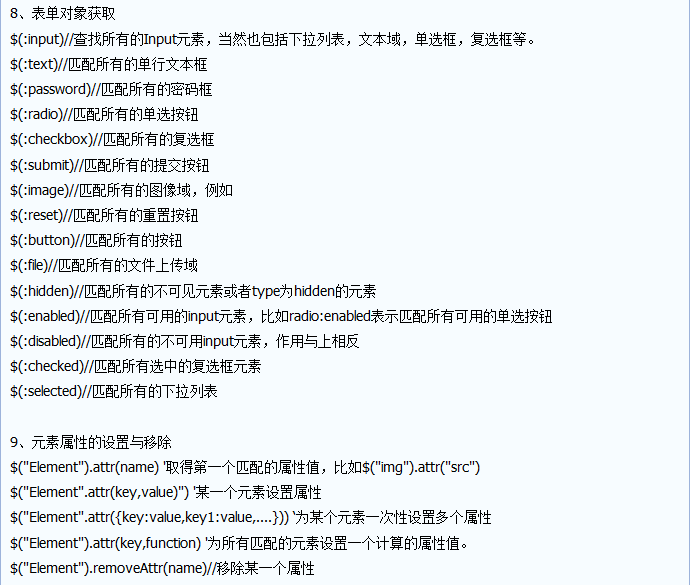 8、表单对象获取
$(:input)//查找所有的Input元素，当然也包括下拉列表，文本域，单选框，复选框等。
$(:text)//匹配所有的单行文本框
$(:password)//匹配所有的密码框
$(:radio)//匹配所有的单选按钮
$(:checkbox)//匹配所有的复选框
$(:submit)//匹配所有的提交按钮
$(:image)//匹配所有的图像域，例如
$(:reset)//匹配所有的重置按钮
$(:button)//匹配所有的按钮
$(:file)//匹配所有的文件上传域
$(:hidden)//匹配所有的不可见元素或者type为hidden的元素
$(:enabled)//匹配所有可用的input元素，比如radio:enabled表示匹配所有可用的单选按钮
$(:disabled)//匹配所有的不可用input元素，作用与上相反
$(:checked)//匹配所有选中的复选框元素
$(:selected)//匹配所有的下拉列表
9、元素属性的设置与移除
$("Element").attr(name) '取得第一个匹配的属性值，比如$("img").attr("src")
$("Element".attr(key,value)") '某一个元素设置属性
$("Element".attr({key:value,key1:value,....})) '为某个元素一次性设置多个属性
$("Element").attr(key,function) '为所有匹配的元素设置一个计算的属性值。
$("Element").removeAttr(name)//移除某一个属性